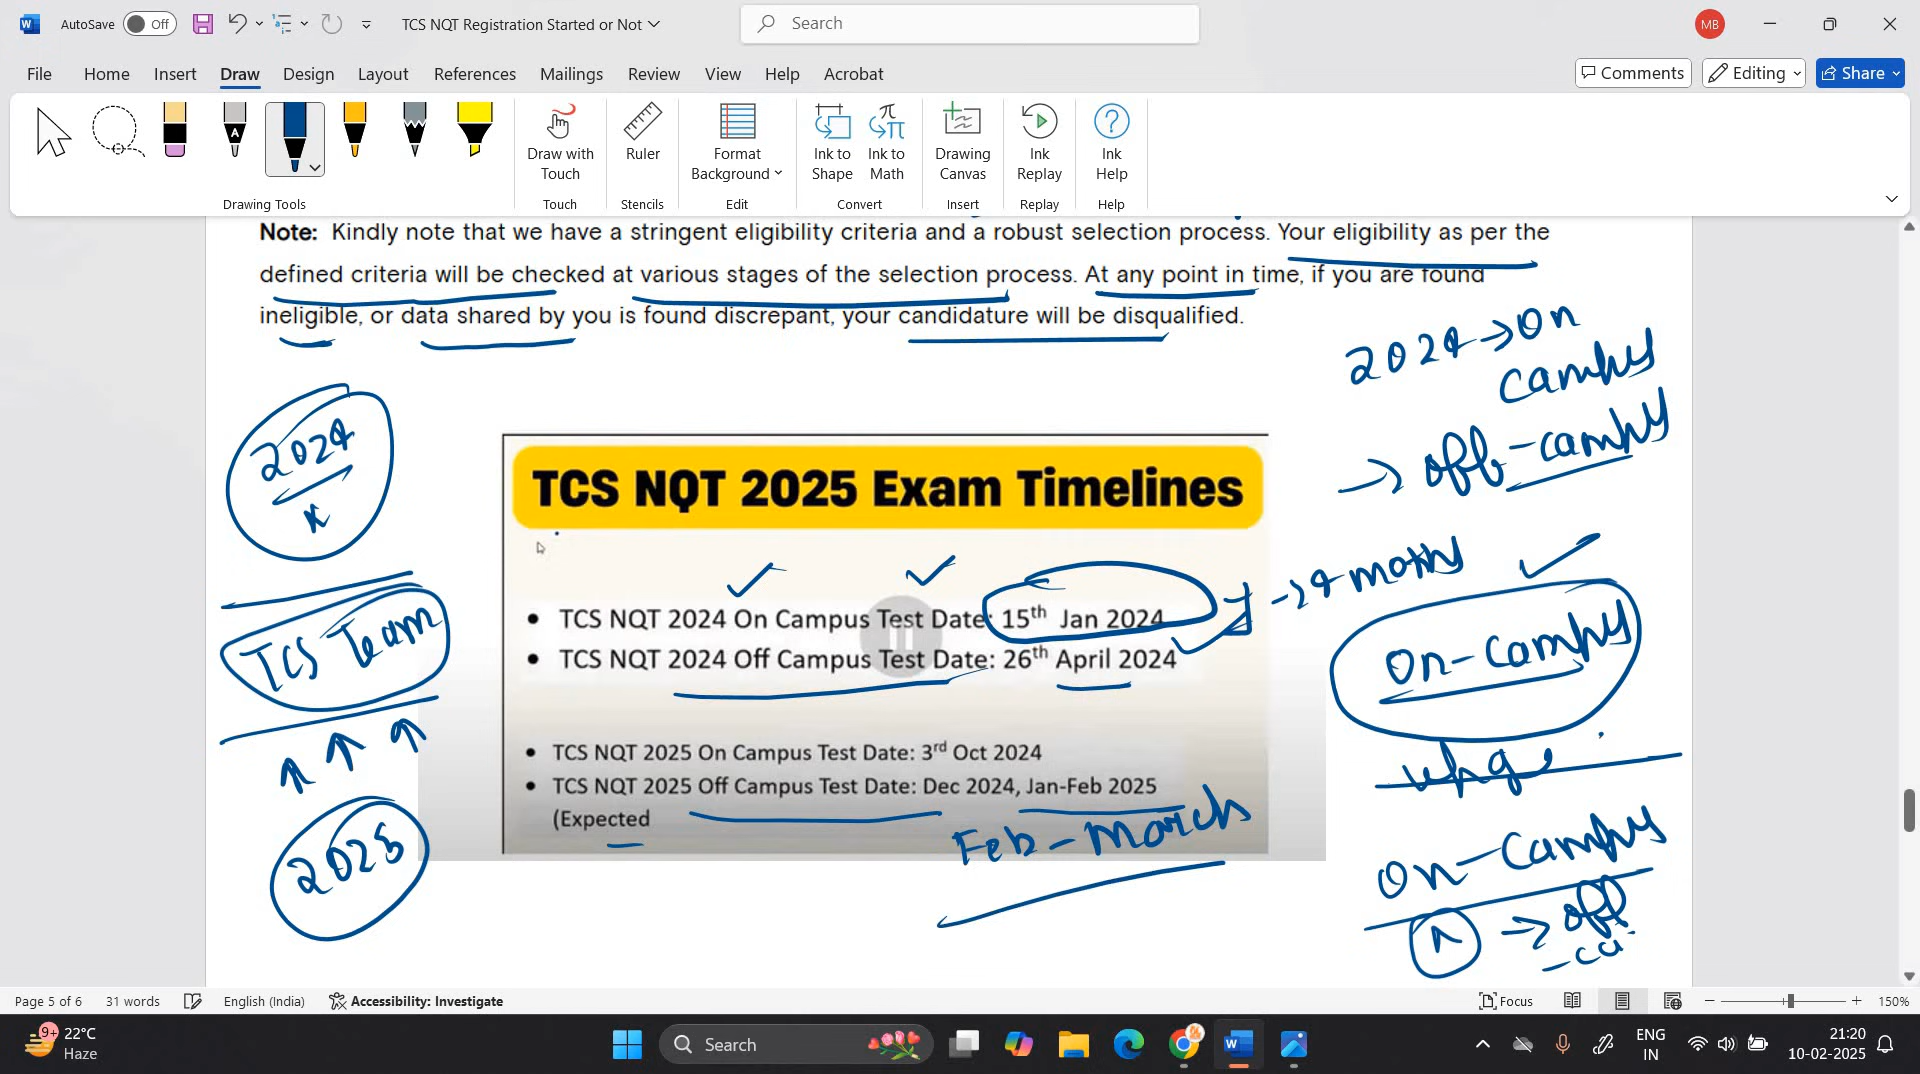 AutoSave Off TCS NQT Registration Started or Not Search MB
File Home Insert Draw Design Layout References Mailings Review View Help Acrobat Comments Editing Share
A
Draw with Touch Ruler Format Background Ink to Shape Ink to Math Drawing Canvas Ink Replay Ink Help
Drawing Tools Touch Stencils Edit Convert Insert Replay Help
Note: Kindly note that we have a stringent eligibility criteria and a robust selection process. Your eligibility as per the
defined criteria will be checked at various stages of the selection process. At any point in time, if you are found
ineligible, or data shared by you is found discrepant, your candidature will be disqualified.
2024 → On
Campus
→ off-campus
2024
x
TCS NQT 2025 Exam Timelines
• TCS NQT 2024 On Campus Test Date: 15th Jan 2024
• TCS NQT 2024 Off Campus Test Date: 26th April 2024
→ 4 moths
On-Campus
TCS Team
• TCS NQT 2025 On Campus Test Date: 3rd Oct 2024
• TCS NQT 2025 Off Campus Test Date: Dec 2024, Jan-Feb 2025
(Expected
Feb-March
2025
On-Campus
→ off
-ca
Page 5 of 6 31 words English (India) Accessibility: Investigate Focus 150%
9+ 22°C
Haze
Search
ENG
IN
21:20
10-02-2025